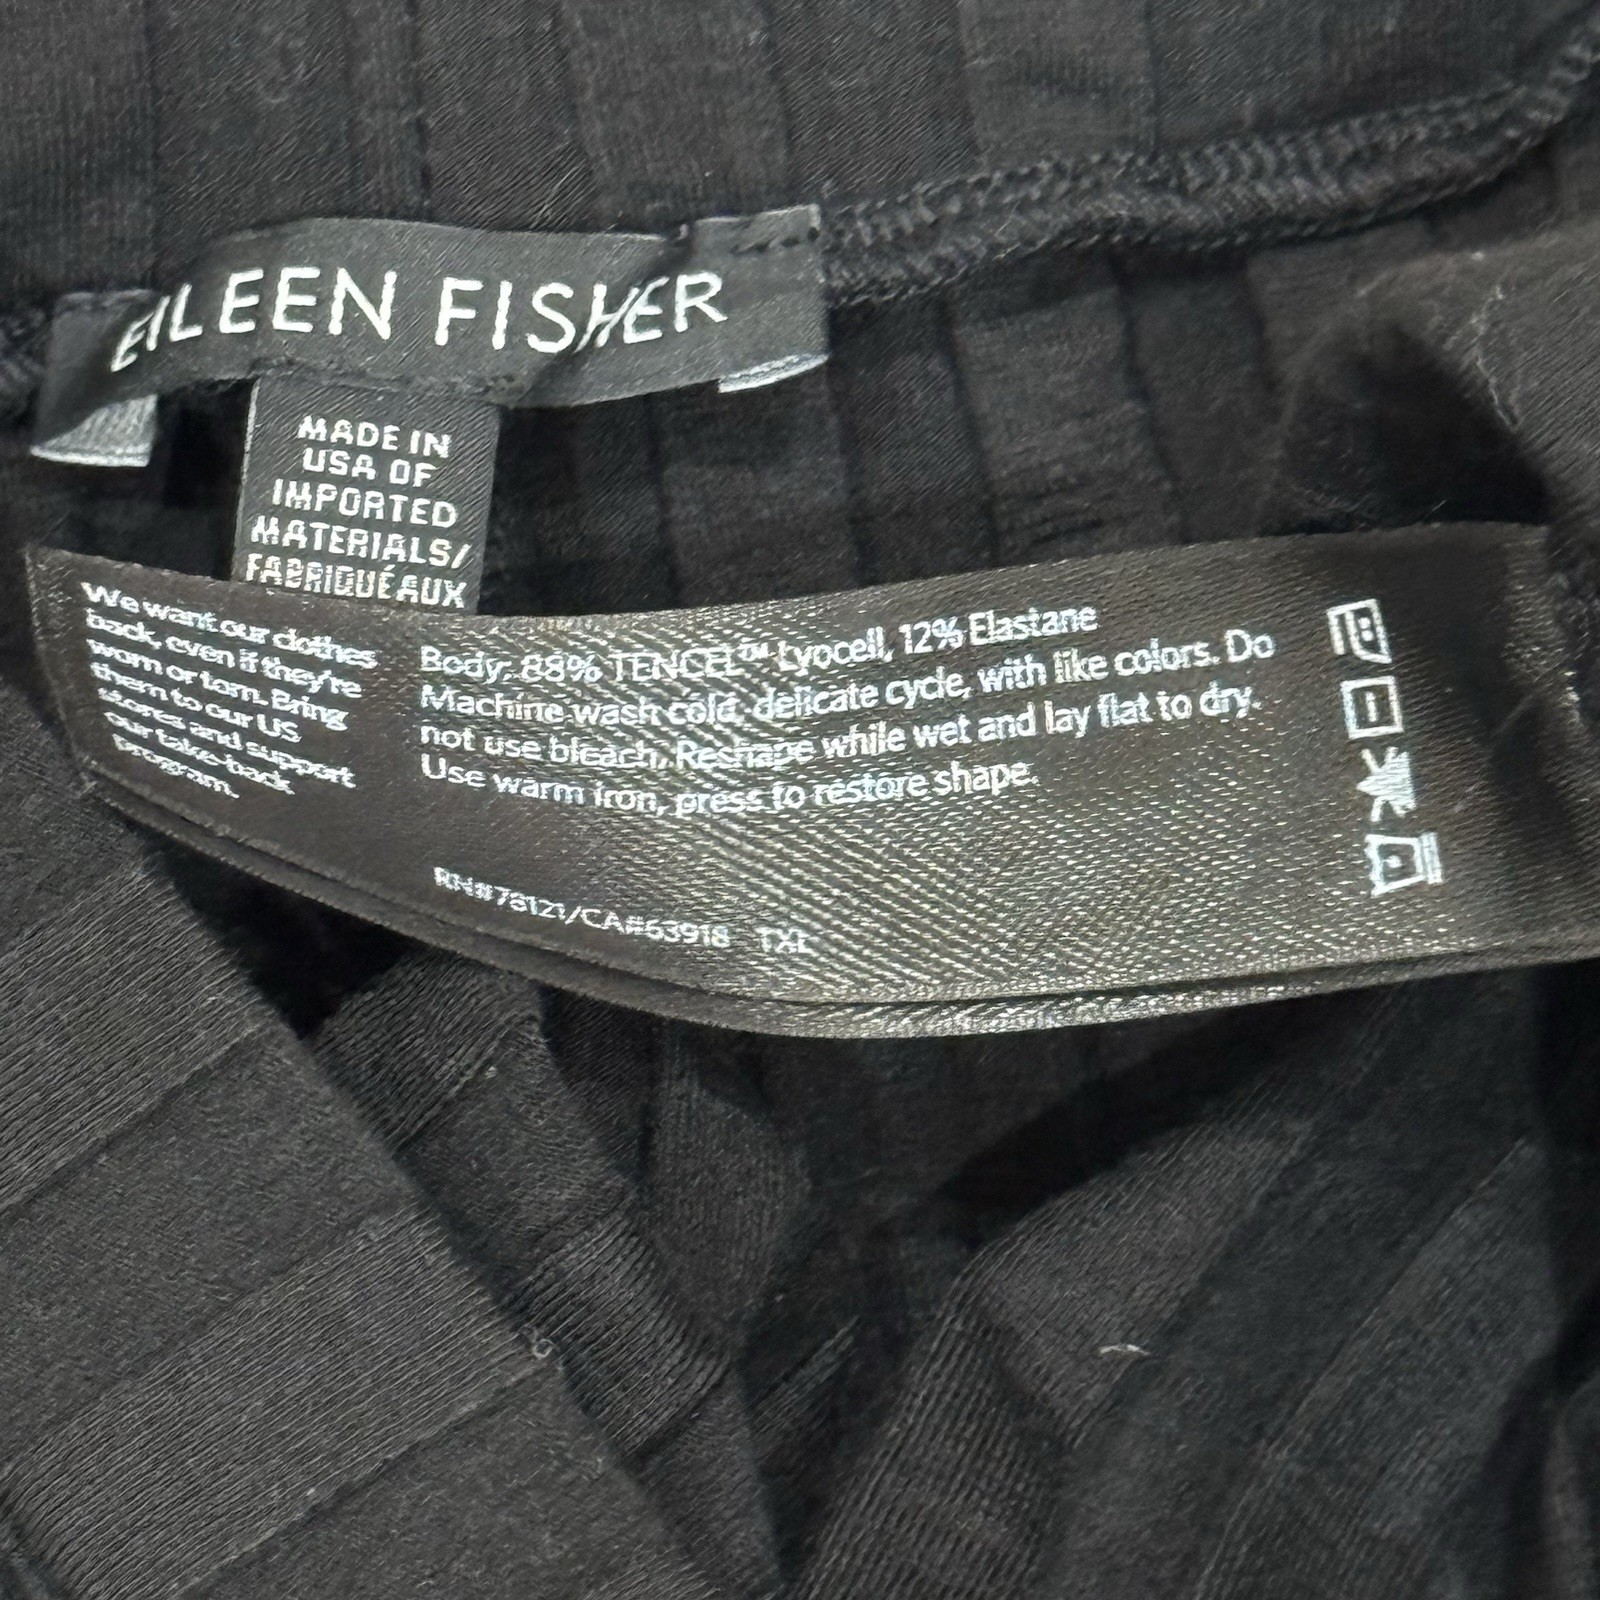 EILEEN FISHER
MADE IN
USA OF
IMPORTED
MATERIALS/
FABRIQUÉ AUX
We want our clothes
back, even if they're
worn or torn. Bring
them to our US
stores and support
our take-back
program.
Body: 88% TENCEL™ Lyocell, 12% Elastane
Machine wash cold, delicate cycle, with like colors. Do
not use bleach. Reshape while wet and lay flat to dry.
Use warm iron, press to restore shape.
RN#78121/CA#63918 TXL